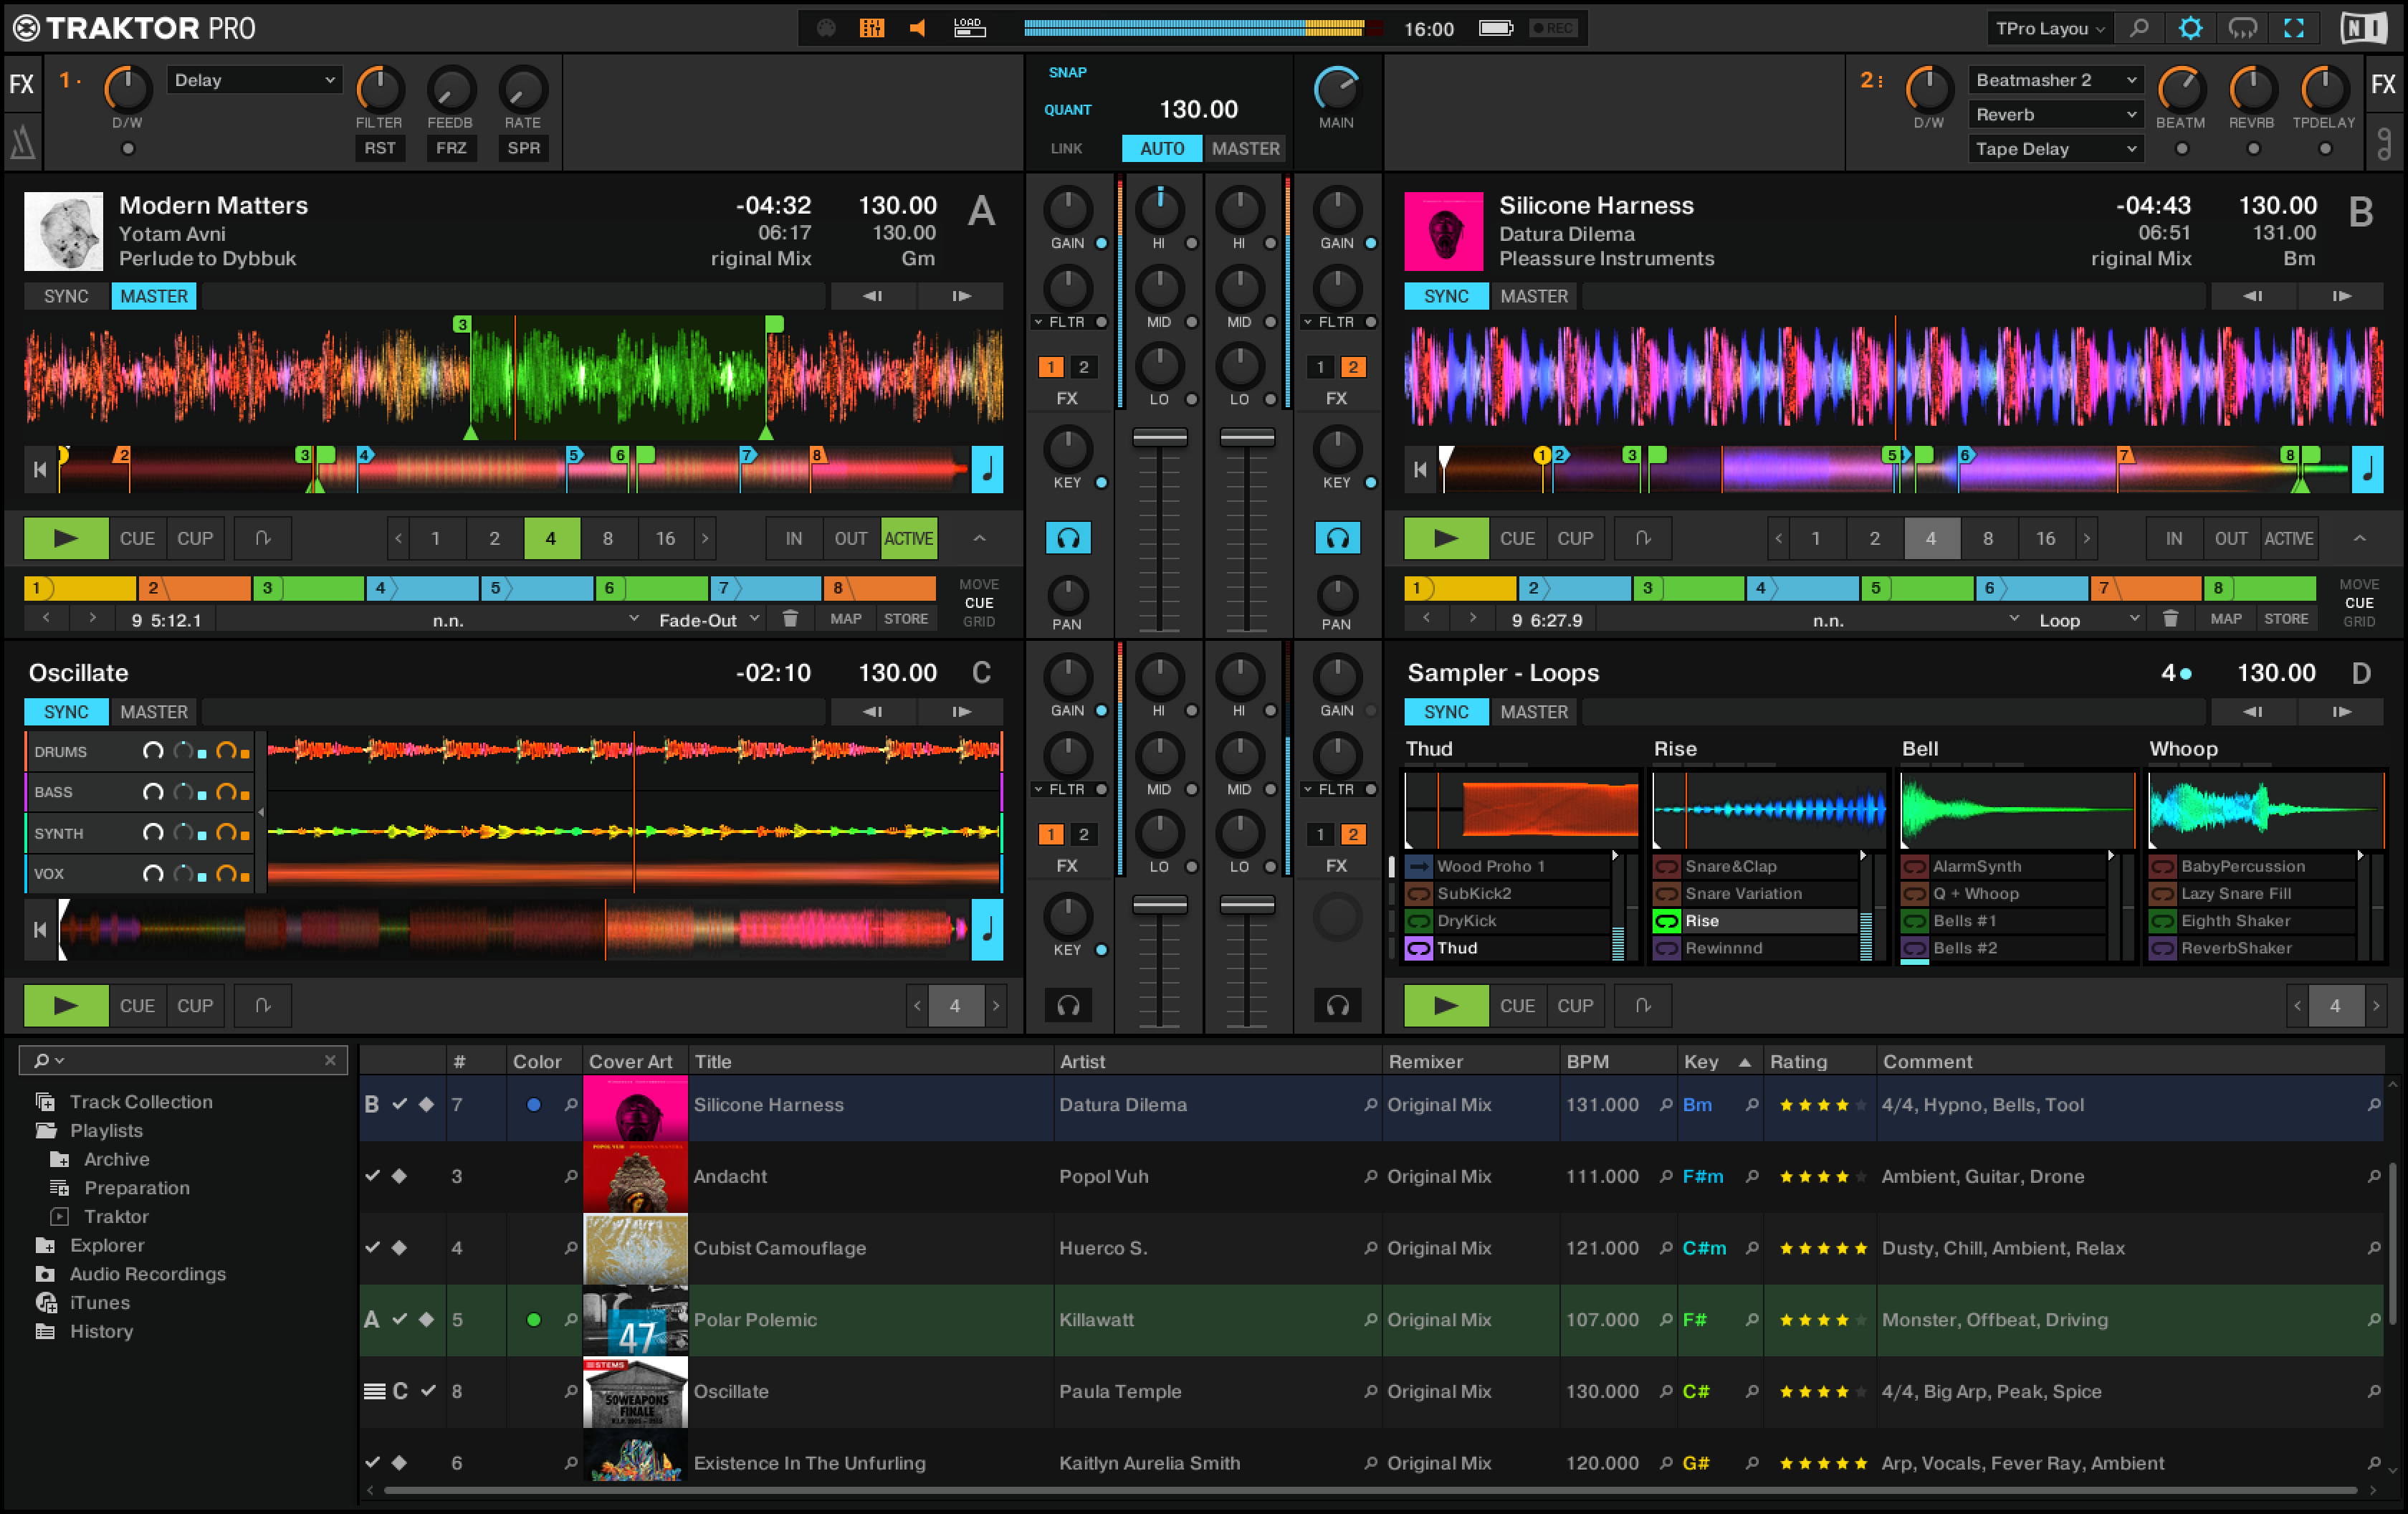 TRAKTOR PRO
LOAD
16:00
REC
TPro Layou
NI
FX
1
D/W
Delay
FILTER FEEDB RATE
RST FRZ SPR
SNAP
QUANT
LINK
130.00
AUTO MASTER
MAIN
2
D/W
Beatmasher 2
Reverb
Tape Delay
BEATM REVRB TPDELAY
FX
Modern Matters -04:32 130.00 A
Yotam Avni 06:17 130.00
Perlude to Dybbuk riginal Mix Gm
SYNC MASTER
3
1 2 3 4 5 6 7 8
CUE CUP < 1 2 4 8 16 > IN OUT ACTIVE
1 2 3 4 5 6 7 8
MOVE
CUE
GRID
< > 9 5:12.1 n.n. Fade-Out MAP STORE
GAIN HI HI GAIN
FLTR MID MID FLTR
1 2 1 2
FX LO LO FX
KEY KEY
PAN PAN
Silicone Harness -04:43 130.00 B
Datura Dilema 06:51 131.00
Pleassure Instruments riginal Mix Bm
SYNC MASTER
1 2 3 5 4 6 7 8
CUE CUP < 1 2 4 8 16 > IN OUT ACTIVE
1 2 3 4 5 6 7 8
MOVE
CUE
GRID
< > 9 6:27.9 n.n. Loop MAP STORE
Oscillate -02:10 130.00 C
SYNC MASTER
DRUMS
BASS
SYNTH
VOX
CUE CUP < 4 >
GAIN HI HI GAIN
FLTR MID MID FLTR
1 2 1 2
FX LO LO FX
KEY
Sampler - Loops 4 130.00 D
SYNC MASTER
Thud Rise Bell Whoop
Wood Proho 1 Snare&Clap AlarmSynth BabyPercussion
SubKick2 Snare Variation Q + Whoop Lazy Snare Fill
DryKick Rise Bells #1 Eighth Shaker
Thud Rewinnnd Bells #2 ReverbShaker
CUE CUP < 4 >
Track Collection
Playlists
Archive
Preparation
Traktor
Explorer
Audio Recordings
iTunes
History
# Color Cover Art Title Artist Remixer BPM Key Rating Comment
B 7 Silicone Harness Datura Dilema Original Mix 131.000 Bm 4/4, Hypno, Bells, Tool
POPOL VUH
3 Andacht Popol Vuh Original Mix 111.000 F#m Ambient, Guitar, Drone
4 Cubist Camouflage Huerco S. Original Mix 121.000 C#m Dusty, Chill, Ambient, Relax
A 5 47 Polar Polemic Killawatt Original Mix 107.000 F# Monster, Offbeat, Driving
STEMS
50WEAPONS
FINALE
C 8 Oscillate Paula Temple Original Mix 130.000 C# 4/4, Big Arp, Peak, Spice
6 Existence In The Unfurling Kaitlyn Aurelia Smith Original Mix 120.000 G# Arp, Vocals, Fever Ray, Ambient